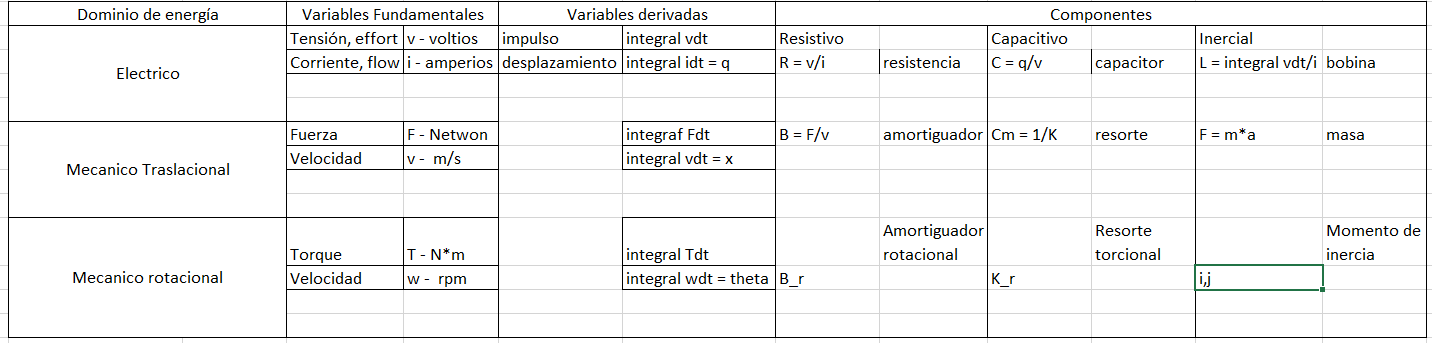 Dominio de energía Variables Fundamentales Variables derivadas Componentes
Tensión, effort v - voltios impulso integral vdt Resistivo Capacitivo Inercial
Electrico
Corriente, flow i - amperios desplazamiento integral idt = q R = v/i resistencia C = q/v capacitor L = integral vdt/i bobina
Fuerza F - Netwon integraf Fdt B = F/v amortiguador Cm = 1/K resorte F = m*a masa
Mecanico Traslacional
Velocidad v - m/s integral vdt = x
Amortiguador Resorte Momento de
Torque T - N*m integral Tdt rotacional torcional inercia
Mecanico rotacional
Velocidad w - rpm integral wdt = theta B_r K_r i,j